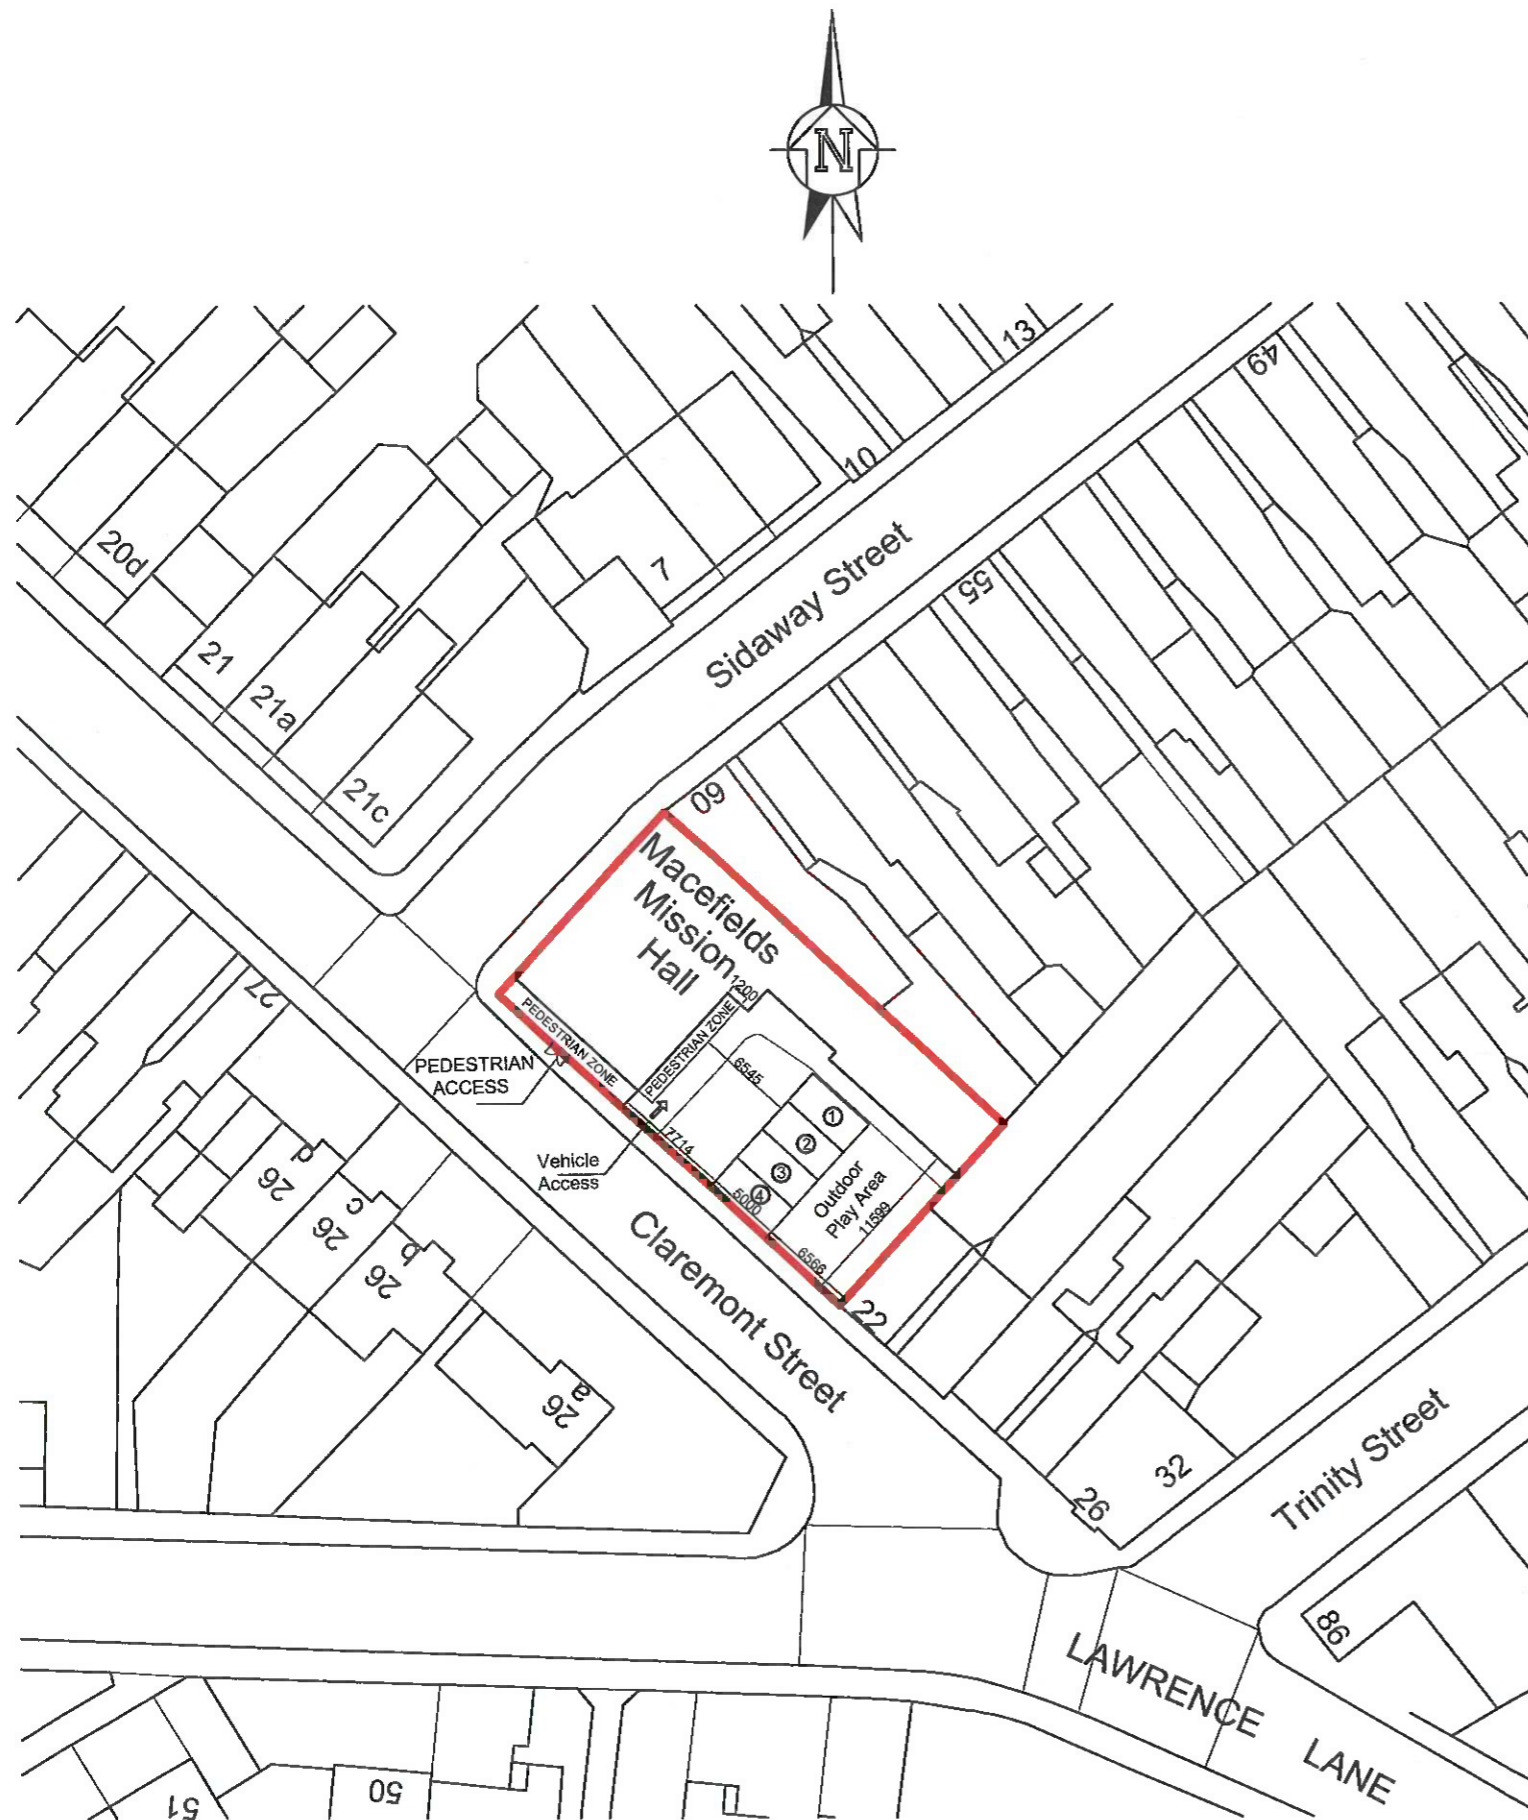 N
13
49
10
20d
7
Sidaway Street
55
21
21a
21c
60
Macefields
Mission
Hall
27
1200
PEDESTRIAN ZONE
PEDESTRIAN ZONE
PEDESTRIAN
ACCESS
6545
1
2
3
4
7714
5000
Vehicle
Access
Outdoor
Play Area
11599
6566
22
26 d
26 c
26 b
26 a
Claremont Street
26
32
Trinity Street
86
LAWRENCE LANE
50
51